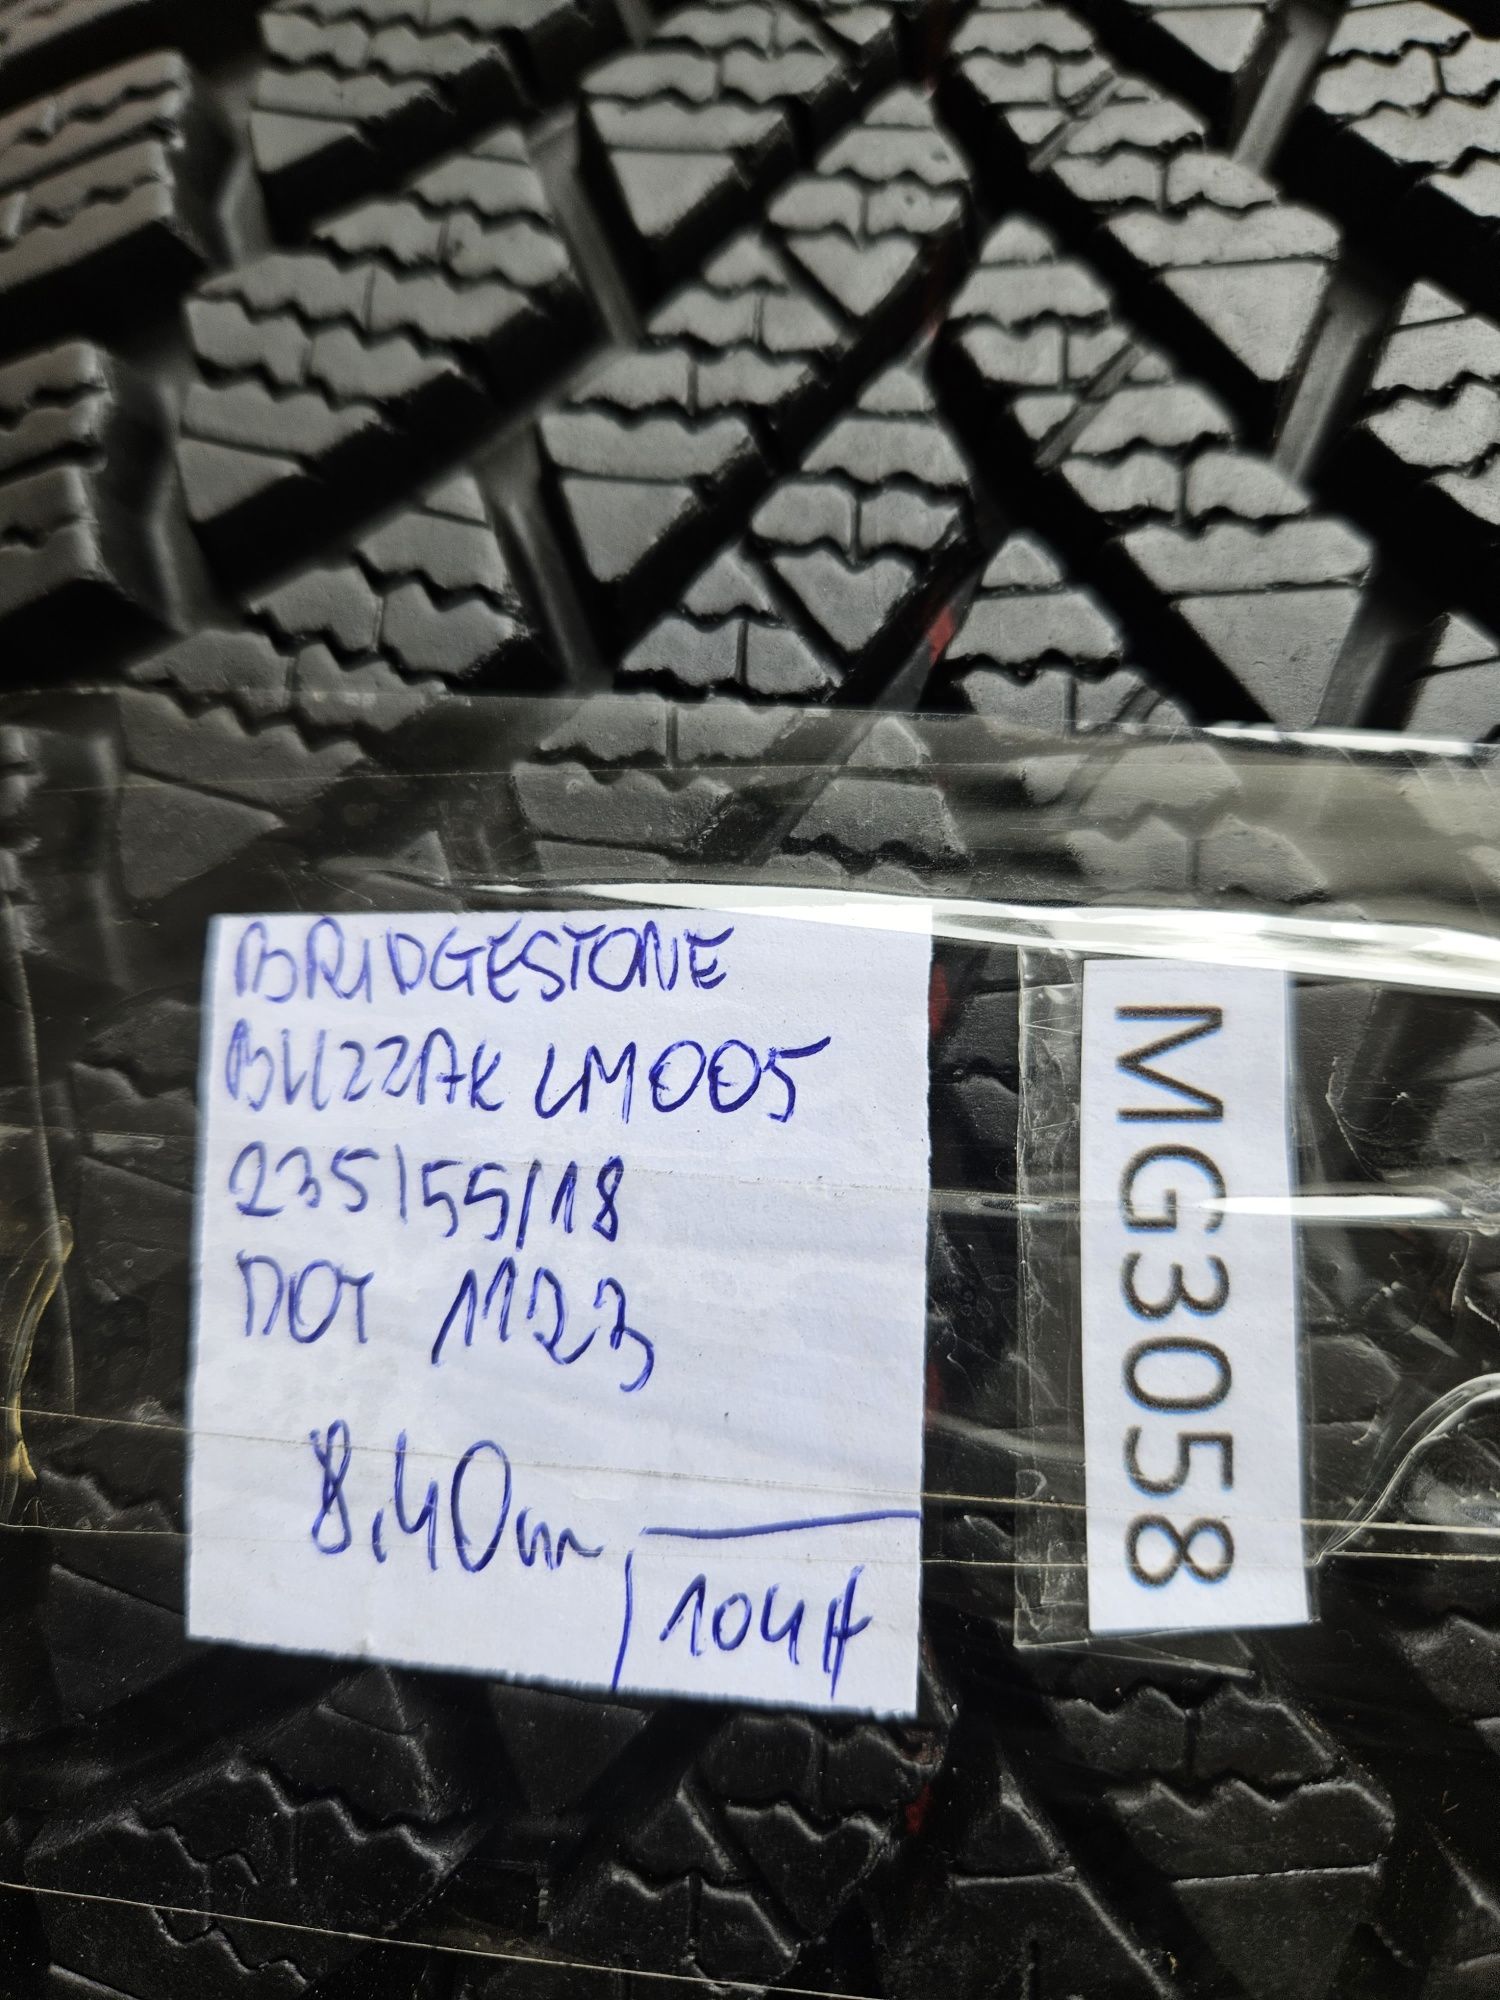 BRIDGESTONE
BLIZZAK LM005
235/55/18
DOT 1123
8,40mm
104H
MG3058